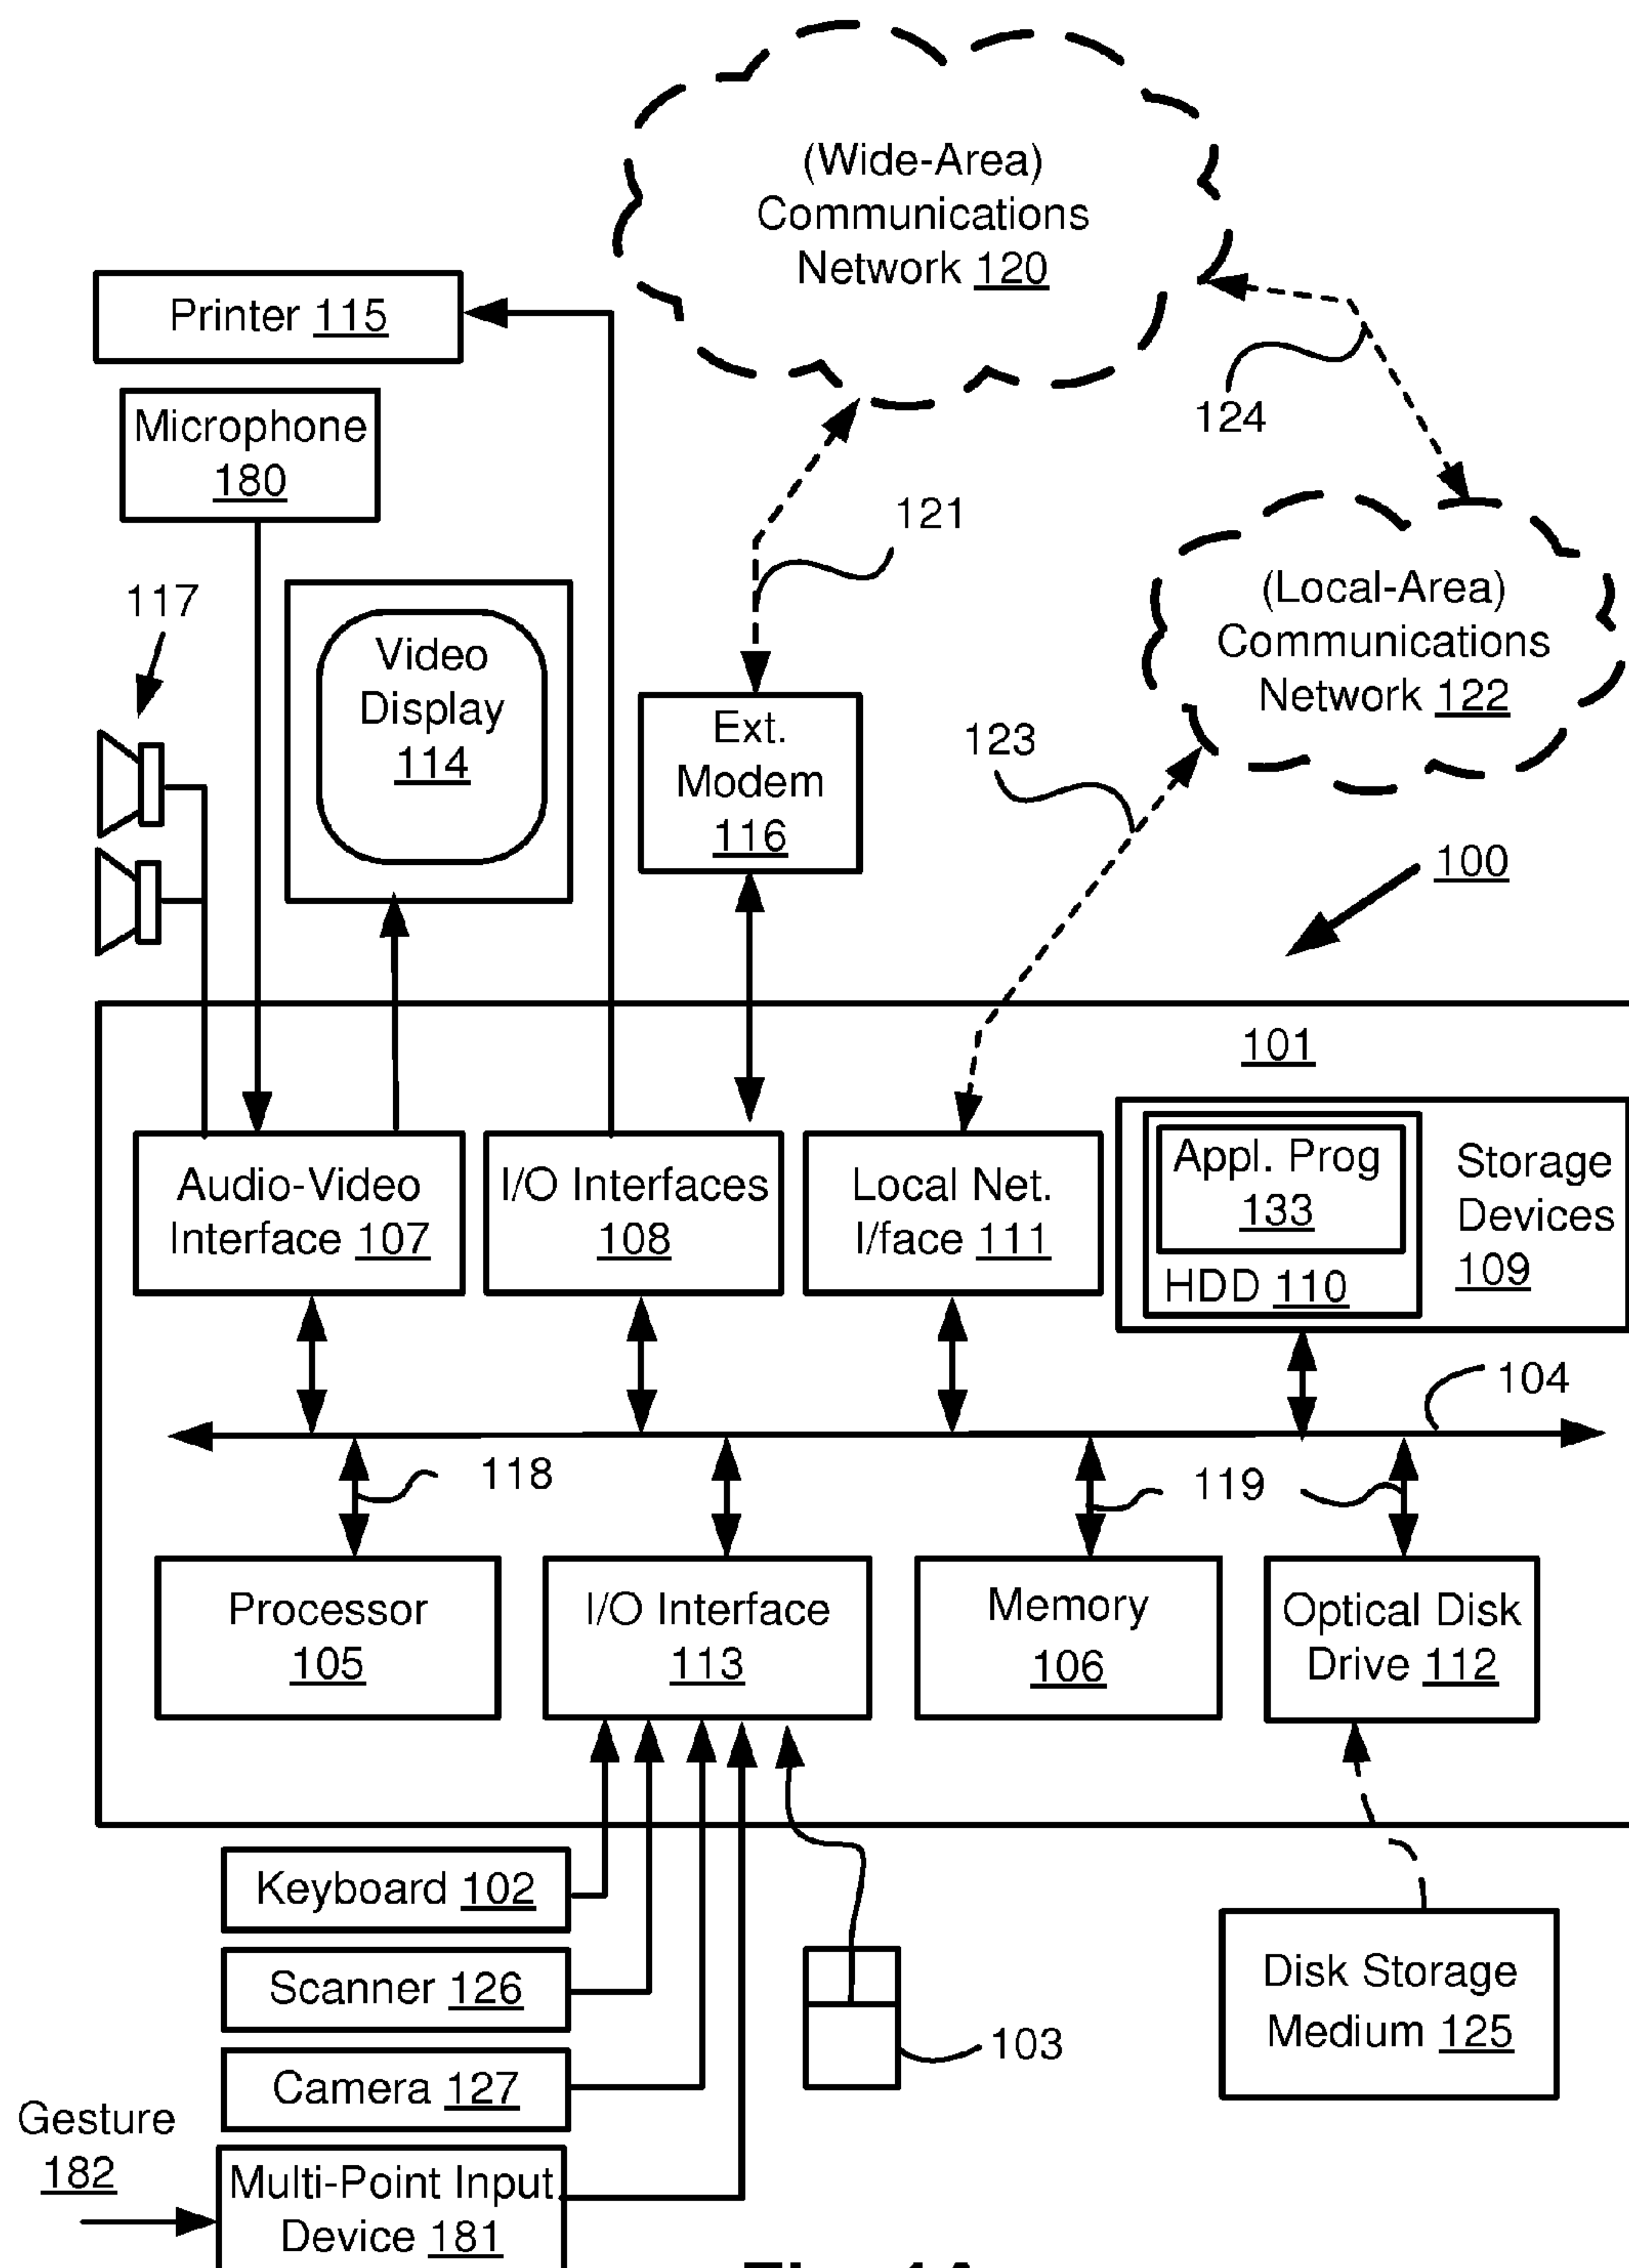 (Wide-Area)
Communications
Network 120
Printer 115
124
Microphone
180
121
117
(Local-Area)
Communications
Network 122
Video
Display
114
Ext.
Modem
116
123
100
101
Audio-Video
Interface 107
I/O Interfaces
108
Local Net.
I/face 111
Appl. Prog
133
HDD 110
Storage
Devices
109
104
118
119
Processor
105
I/O Interface
113
Memory
106
Optical Disk
Drive 112
Keyboard 102
Scanner 126
Camera 127
103
Disk Storage
Medium 125
Gesture
182
Multi-Point Input
Device 181